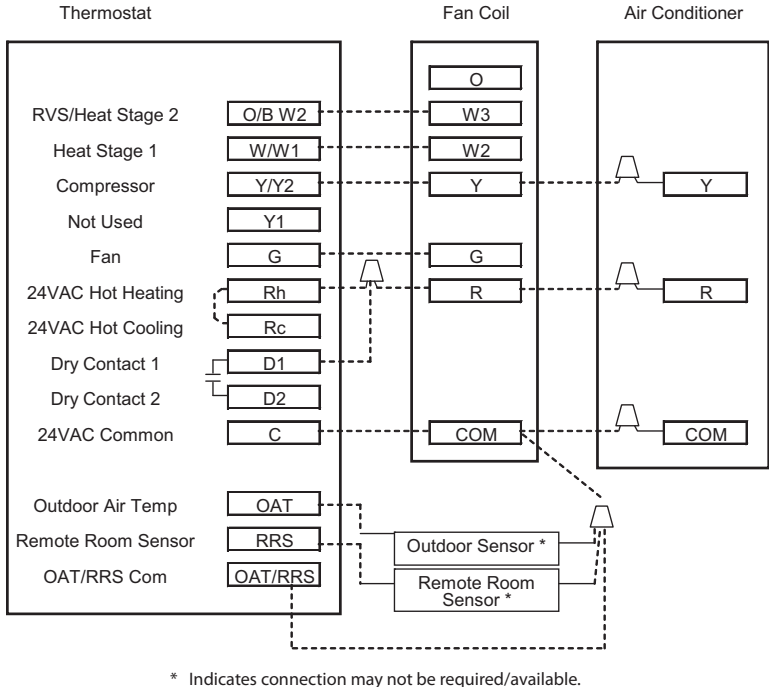 Thermostat Fan Coil Air Conditioner
O
RVS/Heat Stage 2 O/B W2 W3
Heat Stage 1 W/W1 W2
Compressor Y/Y2 Y Y
Not Used Y1
Fan G G
24VAC Hot Heating Rh R R
24VAC Hot Cooling Rc
Dry Contact 1 D1
Dry Contact 2 D2
24VAC Common C COM COM
Outdoor Air Temp OAT
Remote Room Sensor RRS Outdoor Sensor *
OAT/RRS Com OAT/RRS Remote Room
Sensor *
* Indicates connection may not be required/available.